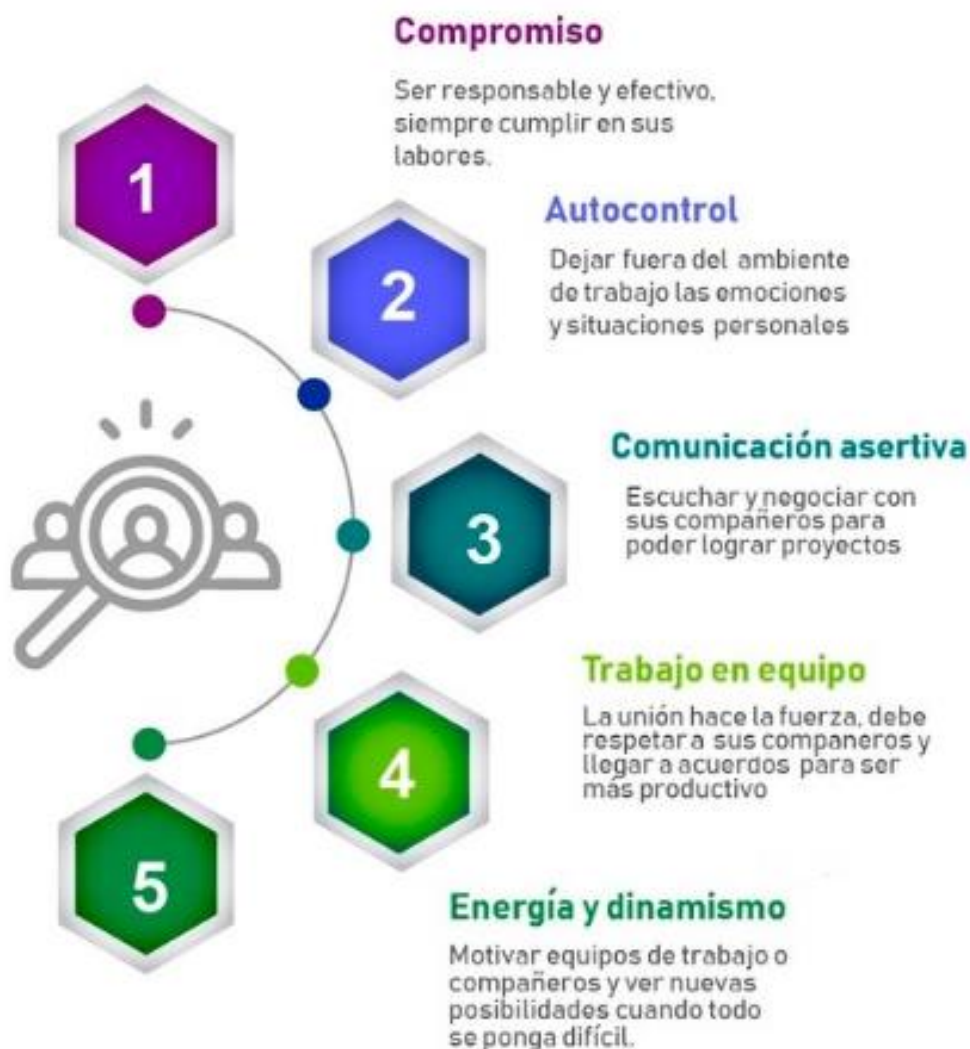 Compromiso
Ser responsable y efectivo,
siempre cumplir en sus
labores.
1
Autocontrol
Dejar fuera del ambiente
de trabajo las emociones
y situaciones personales
2
Comunicación asertiva
Escuchar y negociar con
sus compañeros para
poder lograr proyectos
3
Trabajo en equipo
La unión hace la fuerza, debe
respetar a sus companeros y
llegar a acuerdos para ser
más productivo
4
5
Energía y dinamismo
Motivar equipos de trabajo o
compañeros y ver nuevas
posibilidades cuando todo
se ponga difícil.